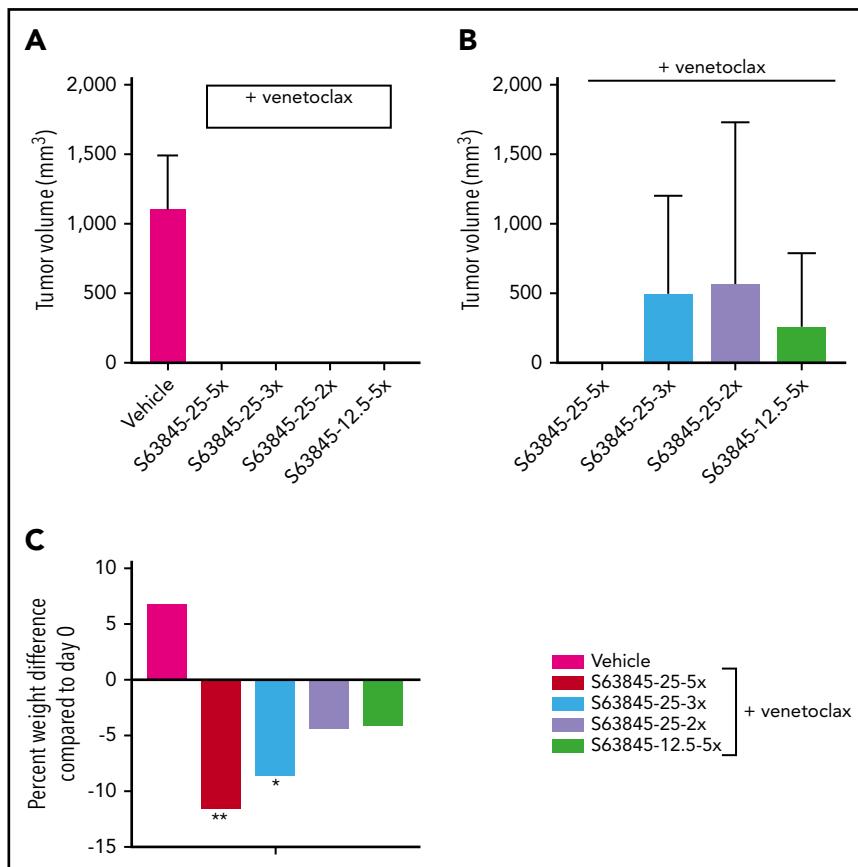 A
Tumor volume (mm³)
2,000
1,500
1,000
500
0
+ venetoclax
Vehicle
S63845-25-5x
S63845-25-3x
S63845-25-2x
S63845-12.5-5x
B
Tumor volume (mm³)
2,000
1,500
1,000
500
0
+ venetoclax
S63845-25-5x
S63845-25-3x
S63845-25-2x
S63845-12.5-5x
C
Percent weight difference
compared to day 0
10
5
0
-5
-10
-15
**
*
Vehicle
S63845-25-5x
S63845-25-3x
S63845-25-2x
S63845-12.5-5x
+ venetoclax